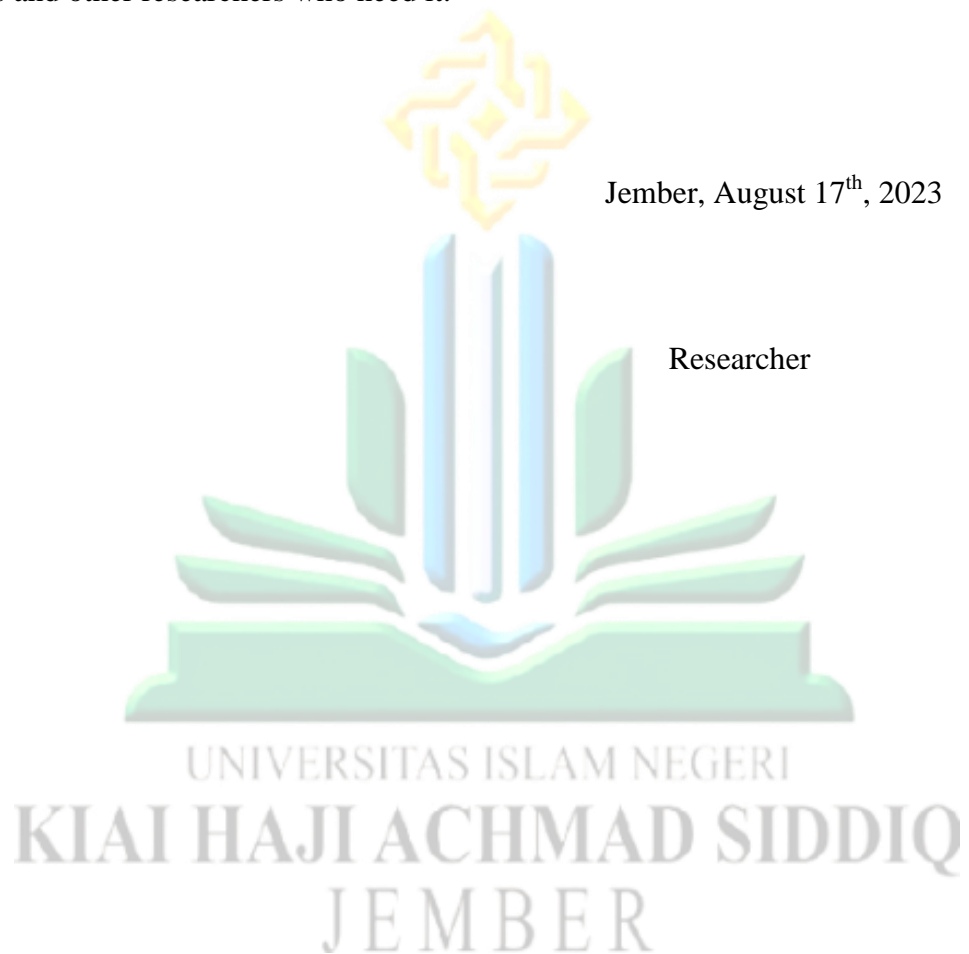 and other researchers who need it.
Jember, August 17th, 2023
Researcher
UNIVERSITAS ISLAM NEGERI
KIAI HAJI ACHMAD SIDDIQ
JEMBER